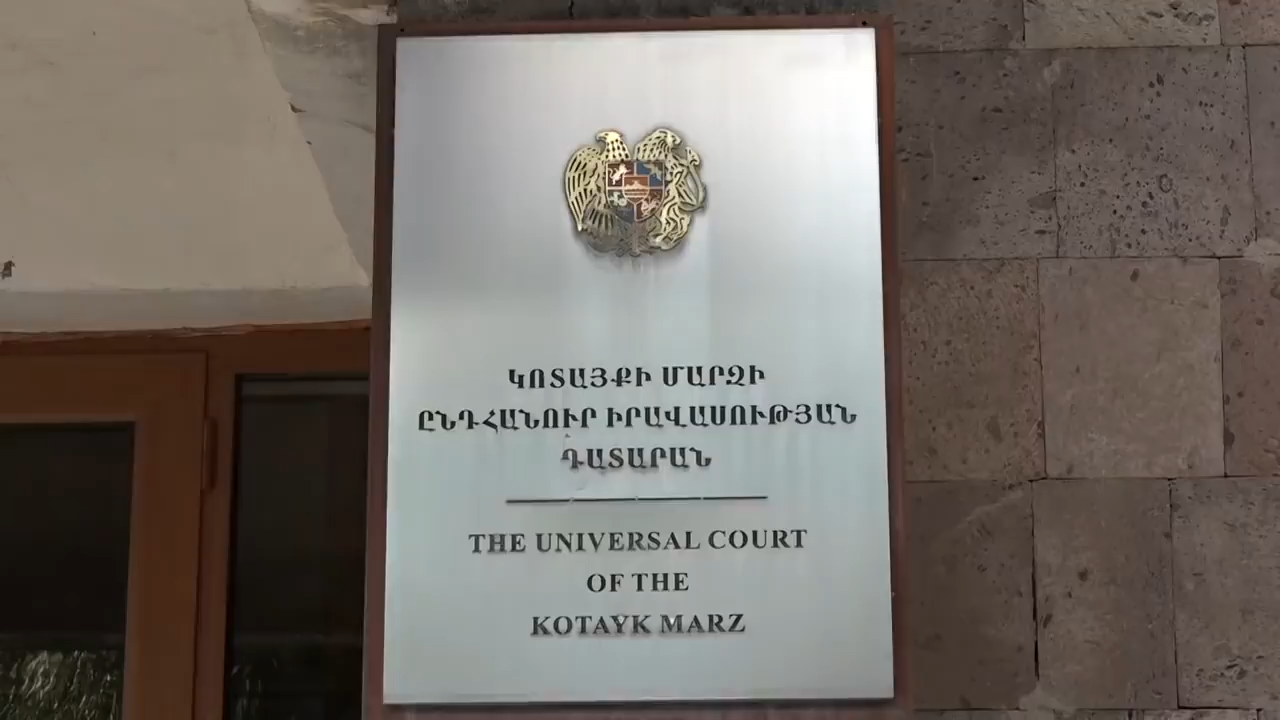 ԿՈՏԱՅՔԻ ՄԱՐԶԻ
ԸՆԴՀԱՆՈՒՐ ԻՐԱՎԱՍՈՒԹՅԱՆ
ԴԱՏԱՐԱՆ
THE UNIVERSAL COURT
OF THE
KOTAYK MARZ